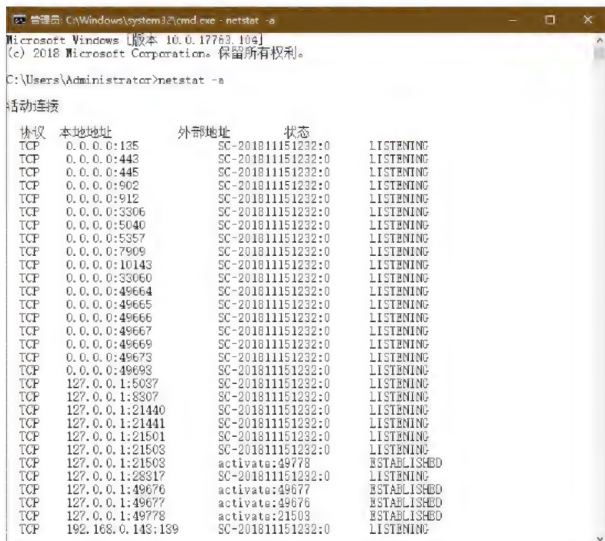 管理员: C:\Windows\system32\cmd.exe - netstat -a
Microsoft Windows [版本 10.0.17763.104]
(c) 2018 Microsoft Corporation。保留所有权利。
C:\Users\Administrator>netstat -a
活动连接
协议 本地地址 外部地址 状态
TCP 0.0.0.0:135 SC-201811151232:0 LISTENING
TCP 0.0.0.0:443 SC-201811151232:0 LISTENING
TCP 0.0.0.0:445 SC-201811151232:0 LISTENING
TCP 0.0.0.0:902 SC-201811151232:0 LISTENING
TCP 0.0.0.0:912 SC-201811151232:0 LISTENING
TCP 0.0.0.0:3306 SC-201811151232:0 LISTENING
TCP 0.0.0.0:5040 SC-201811151232:0 LISTENING
TCP 0.0.0.0:5357 SC-201811151232:0 LISTENING
TCP 0.0.0.0:7909 SC-201811151232:0 LISTENING
TCP 0.0.0.0:10143 SC-201811151232:0 LISTENING
TCP 0.0.0.0:33060 SC-201811151232:0 LISTENING
TCP 0.0.0.0:49664 SC-201811151232:0 LISTENING
TCP 0.0.0.0:49665 SC-201811151232:0 LISTENING
TCP 0.0.0.0:49666 SC-201811151232:0 LISTENING
TCP 0.0.0.0:49667 SC-201811151232:0 LISTENING
TCP 0.0.0.0:49669 SC-201811151232:0 LISTENING
TCP 0.0.0.0:49673 SC-201811151232:0 LISTENING
TCP 0.0.0.0:49693 SC-201811151232:0 LISTENING
TCP 127.0.0.1:5037 SC-201811151232:0 LISTENING
TCP 127.0.0.1:8307 SC-201811151232:0 LISTENING
TCP 127.0.0.1:21440 SC-201811151232:0 LISTENING
TCP 127.0.0.1:21441 SC-201811151232:0 LISTENING
TCP 127.0.0.1:21501 SC-201811151232:0 LISTENING
TCP 127.0.0.1:21503 SC-201811151232:0 LISTENING
TCP 127.0.0.1:21503 activate:49778 ESTABLISHED
TCP 127.0.0.1:28317 SC-201811151232:0 LISTENING
TCP 127.0.0.1:49676 activate:49677 ESTABLISHED
TCP 127.0.0.1:49677 activate:49676 ESTABLISHED
TCP 127.0.0.1:49778 activate:21503 ESTABLISHED
TCP 192.168.0.143:139 SC-201811151232:0 LISTENING